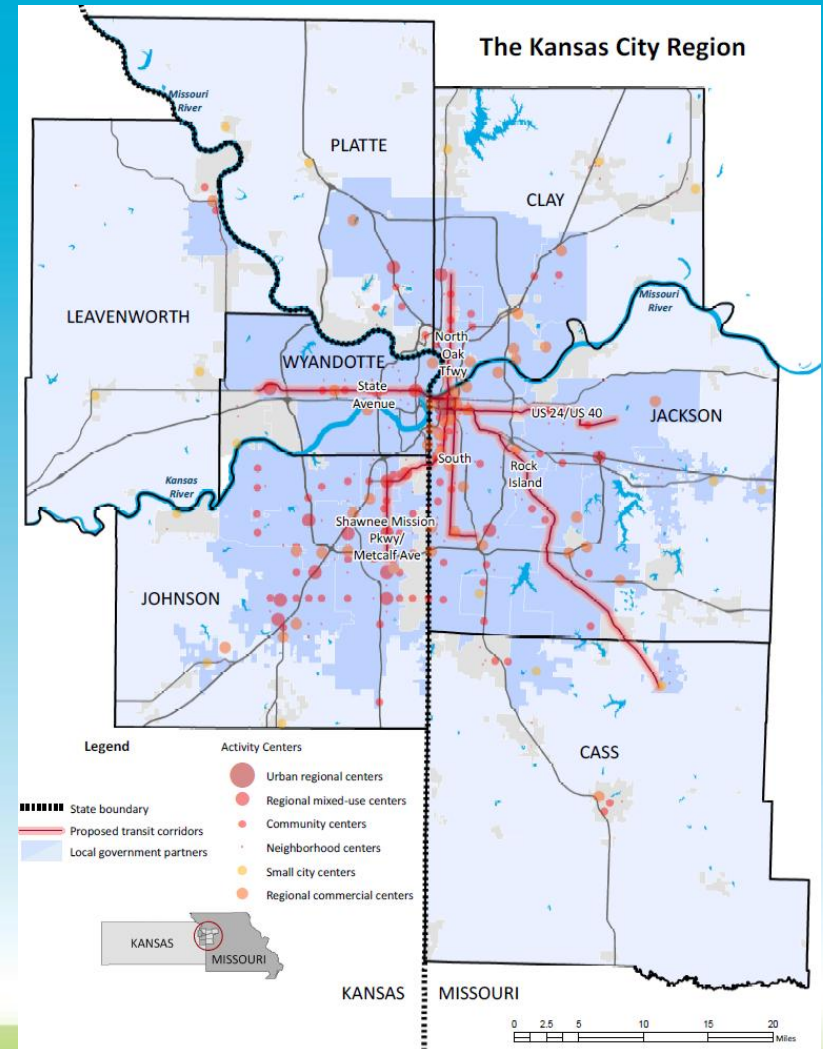 The Kansas City Region
Missouri
River
PLATTE
CLAY
LEAVENWORTH
Missouri
River
North
Oak
Tfwy
WYANDOTTE
State
Avenue
US 24/US 40
JACKSON
South
Rock
Island
Kansas
River
Shawnee Mission
Pkwy/
Metcalf Ave
JOHNSON
CASS
Legend
State boundary
Proposed transit corridors
Local government partners
Activity Centers
Urban regional centers
Regional mixed-use centers
Community centers
Neighborhood centers
Small city centers
Regional commercial centers
KANSAS
MISSOURI
KANSAS
MISSOURI
0 2.5 5 10 15 20
Miles